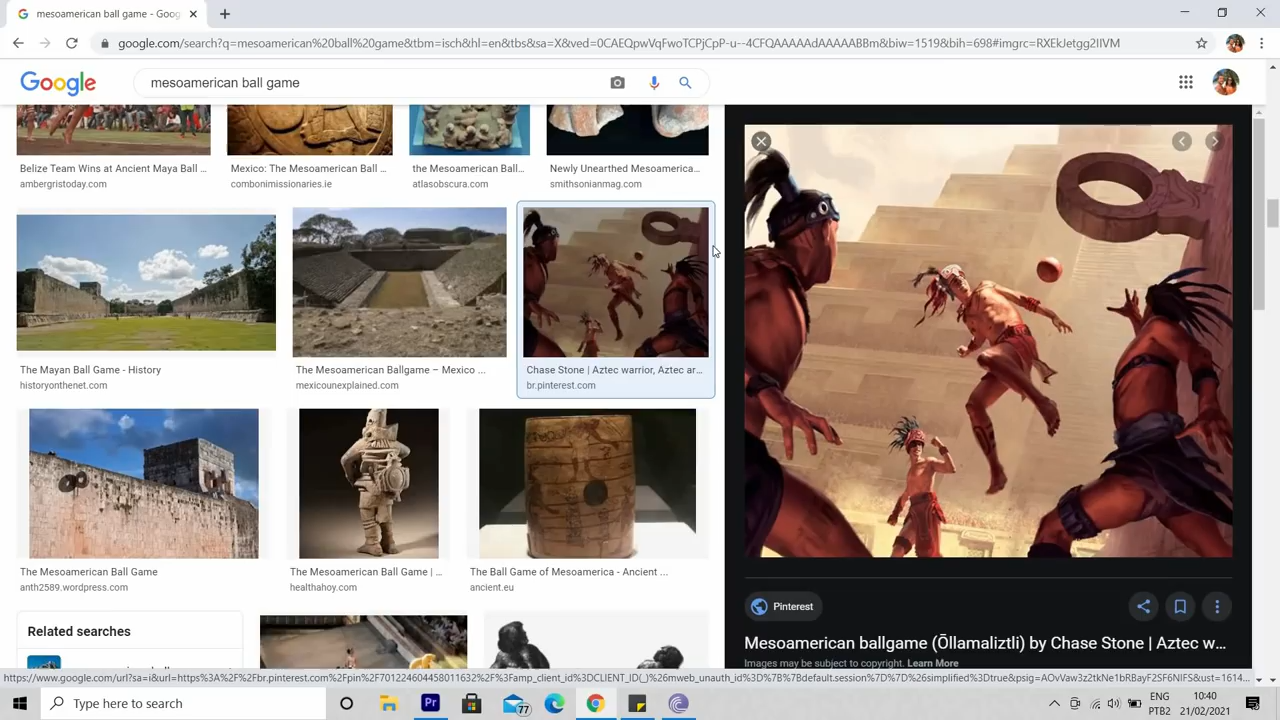 mesoamerican ball game - Goog
google.com/search?q=mesoamerican%20ball%20game&tbm=isch&hl=en&tbs&sa=X&ved=0CAEQpwVqFwoTCPjCpP-u--4CFQAAAAAdAAAAABBm&biw=1519&bih=698#imgrc=RXEkJetgg2IIVM
Google
mesoamerican ball game
Belize Team Wins at Ancient Maya Ball ...
ambergristoday.com
Mexico: The Mesoamerican Ball ...
combonimissionaries.ie
the Mesoamerican Ball...
atlasobscura.com
Newly Unearthed Mesoamerica...
smithsonianmag.com
The Mayan Ball Game - History
historyonthenet.com
The Mesoamerican Ballgame – Mexico ...
mexicounexplained.com
Chase Stone | Aztec warrior, Aztec ar...
br.pinterest.com
The Mesoamerican Ball Game
anth2589.wordpress.com
The Mesoamerican Ball Game | ...
healthahoy.com
The Ball Game of Mesoamerica - Ancient ...
ancient.eu
Related searches
Pinterest
Mesoamerican ballgame (Ōllamaliztli) by Chase Stone | Aztec w...
Images may be subject to copyright. Learn More
Type here to search
77
ENG
PTB2
10:40
21/02/2021